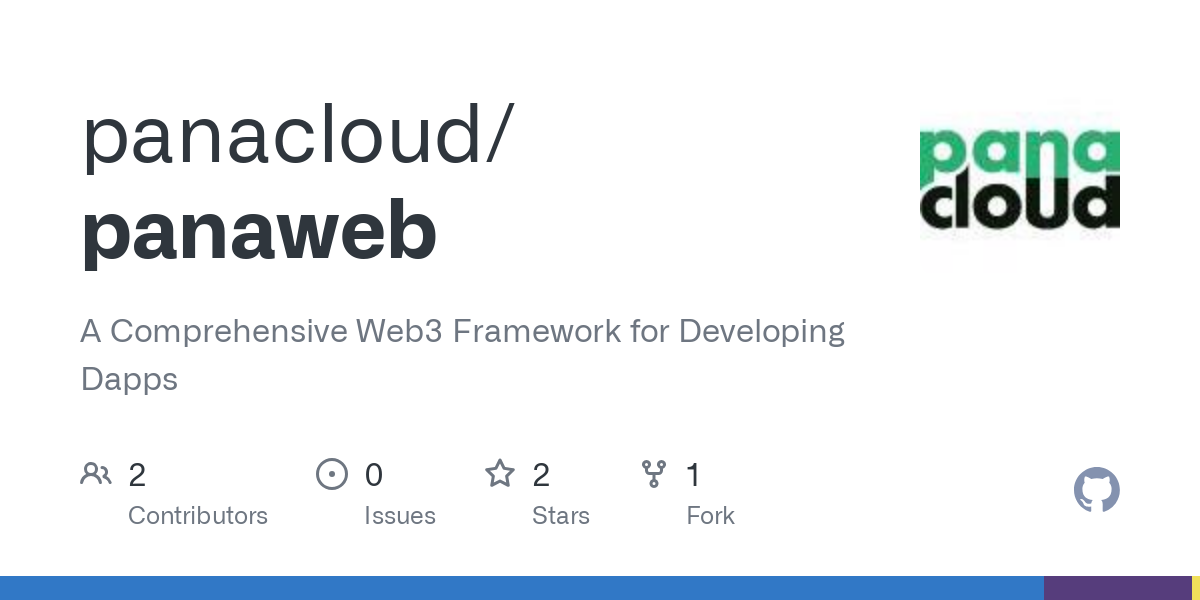 panacloud/
panaweb
pana
cloud
A Comprehensive Web3 Framework for Developing
Dapps
2
Contributors
0
Issues
2
Stars
1
Fork